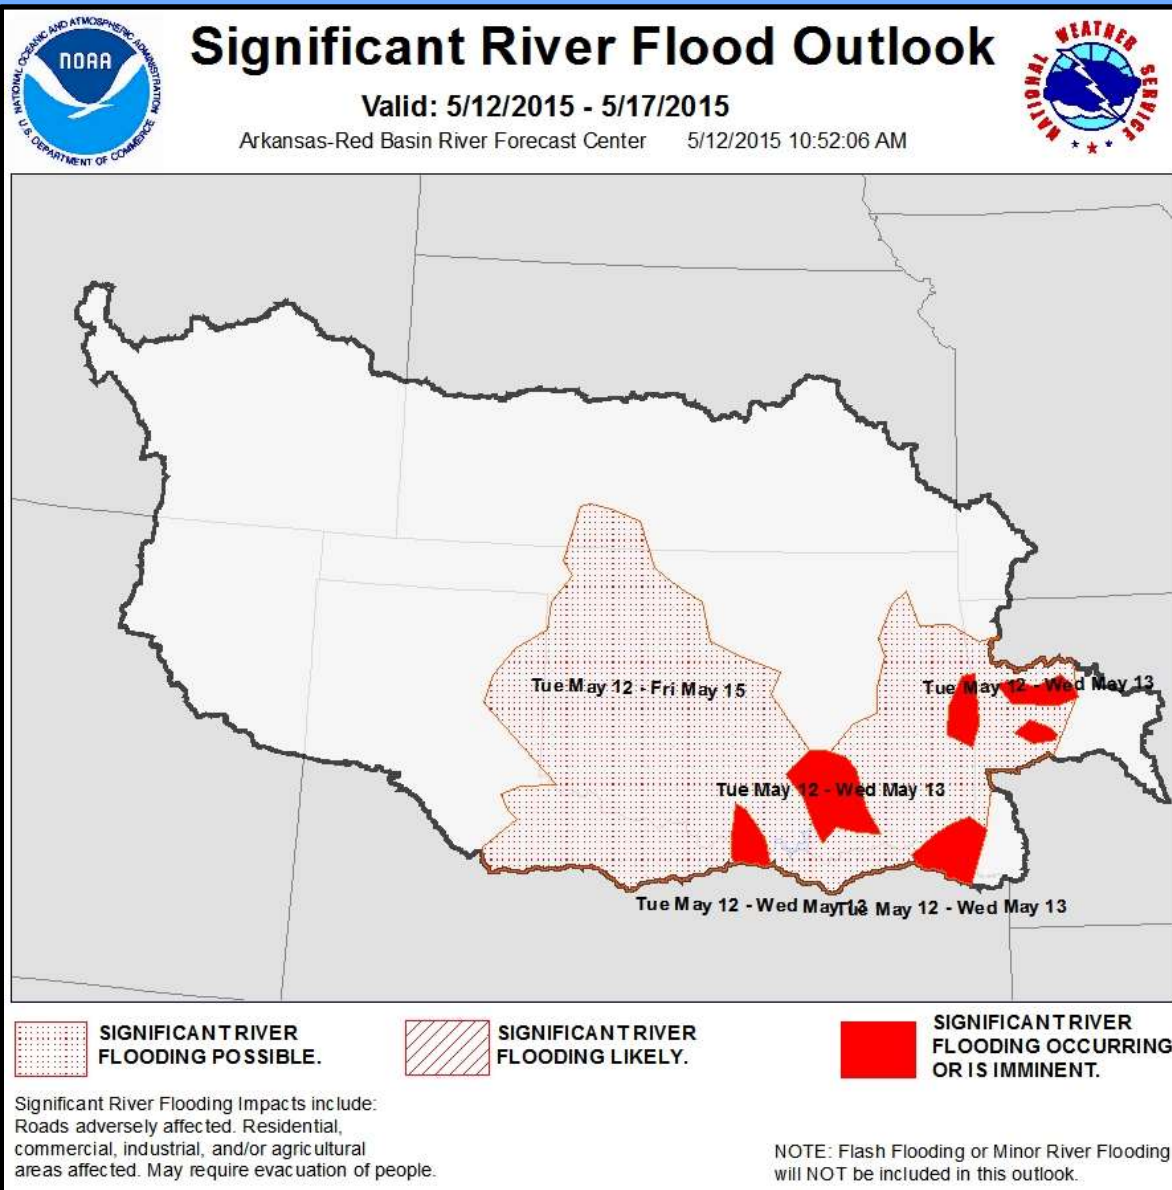 NATIONAL OCEANIC AND ATMOSPHERIC ADMINISTRATION
U.S. DEPARTMENT OF COMMERCE
NOAA
Significant River Flood Outlook
NATIONAL WEATHER SERVICE
Valid: 5/12/2015 - 5/17/2015
Arkansas-Red Basin River Forecast Center 5/12/2015 10:52:06 AM
Tue May 12 - Fri May 15
Tue May 12 - Wed May 13
Tue May 12 - Wed May 13
Tue May 12 - Wed May 13
Tue May 12 - Wed May 13
SIGNIFICANT RIVER
FLOODING POSSIBLE.
SIGNIFICANT RIVER
FLOODING LIKELY.
SIGNIFICANT RIVER
FLOODING OCCURRING
OR IS IMMINENT.
Significant River Flooding Impacts include:
Roads adversely affected. Residential,
commercial, industrial, and/or agricultural
areas affected. May require evacuation of people.
NOTE: Flash Flooding or Minor River Flooding
will NOT be included in this outlook.